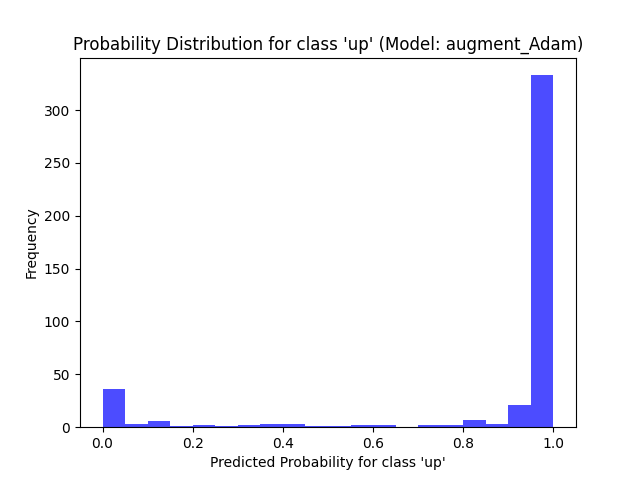 Probability Distribution for class 'up' (Model: augment_Adam)
Frequency
300
250
200
150
100
50
0
0.0 0.2 0.4 0.6 0.8 1.0
Predicted Probability for class 'up'